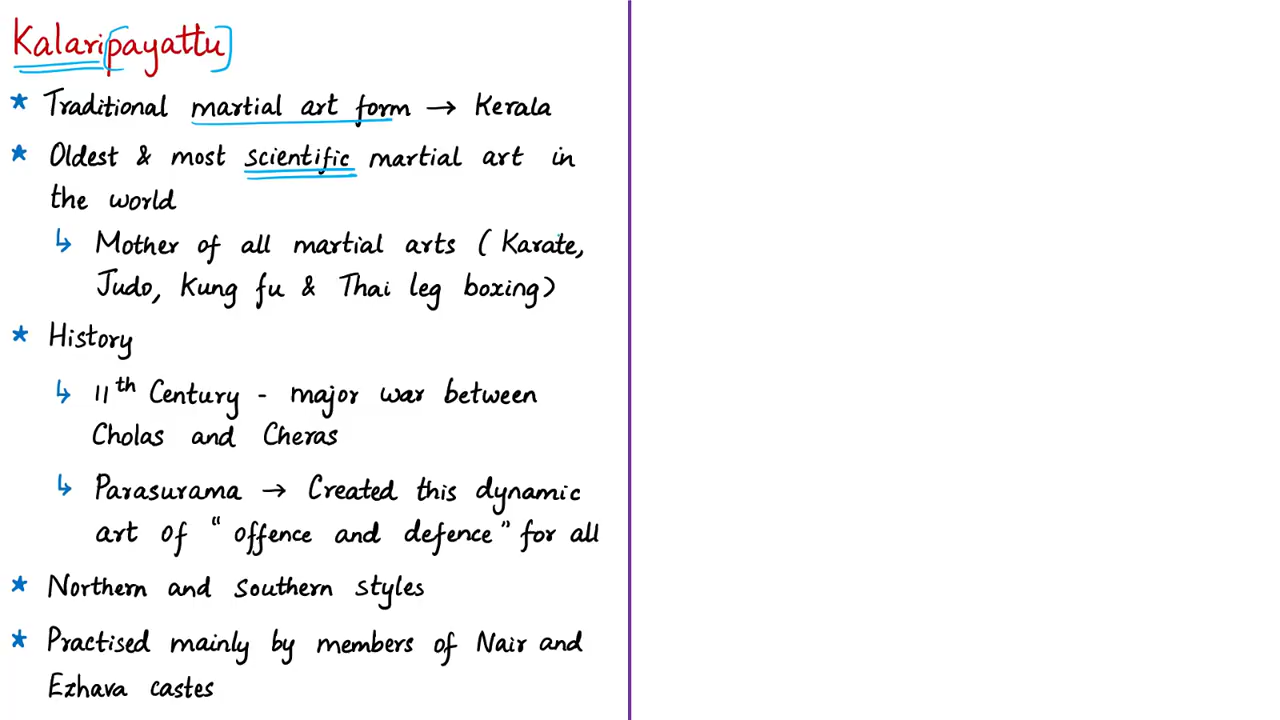 Kalaripayattu
* Traditional martial art form → Kerala
* Oldest & most scientific martial art in
the world
↳ Mother of all martial arts (Karate,
Judo, Kung fu & Thai leg boxing)
* History
↳ 11th Century - major war between
Cholas and Cheras
↳ Parasurama → Created this dynamic
art of "offence and defence" for all
* Northern and Southern styles
* Practised mainly by members of Nair and
Ezhava castes